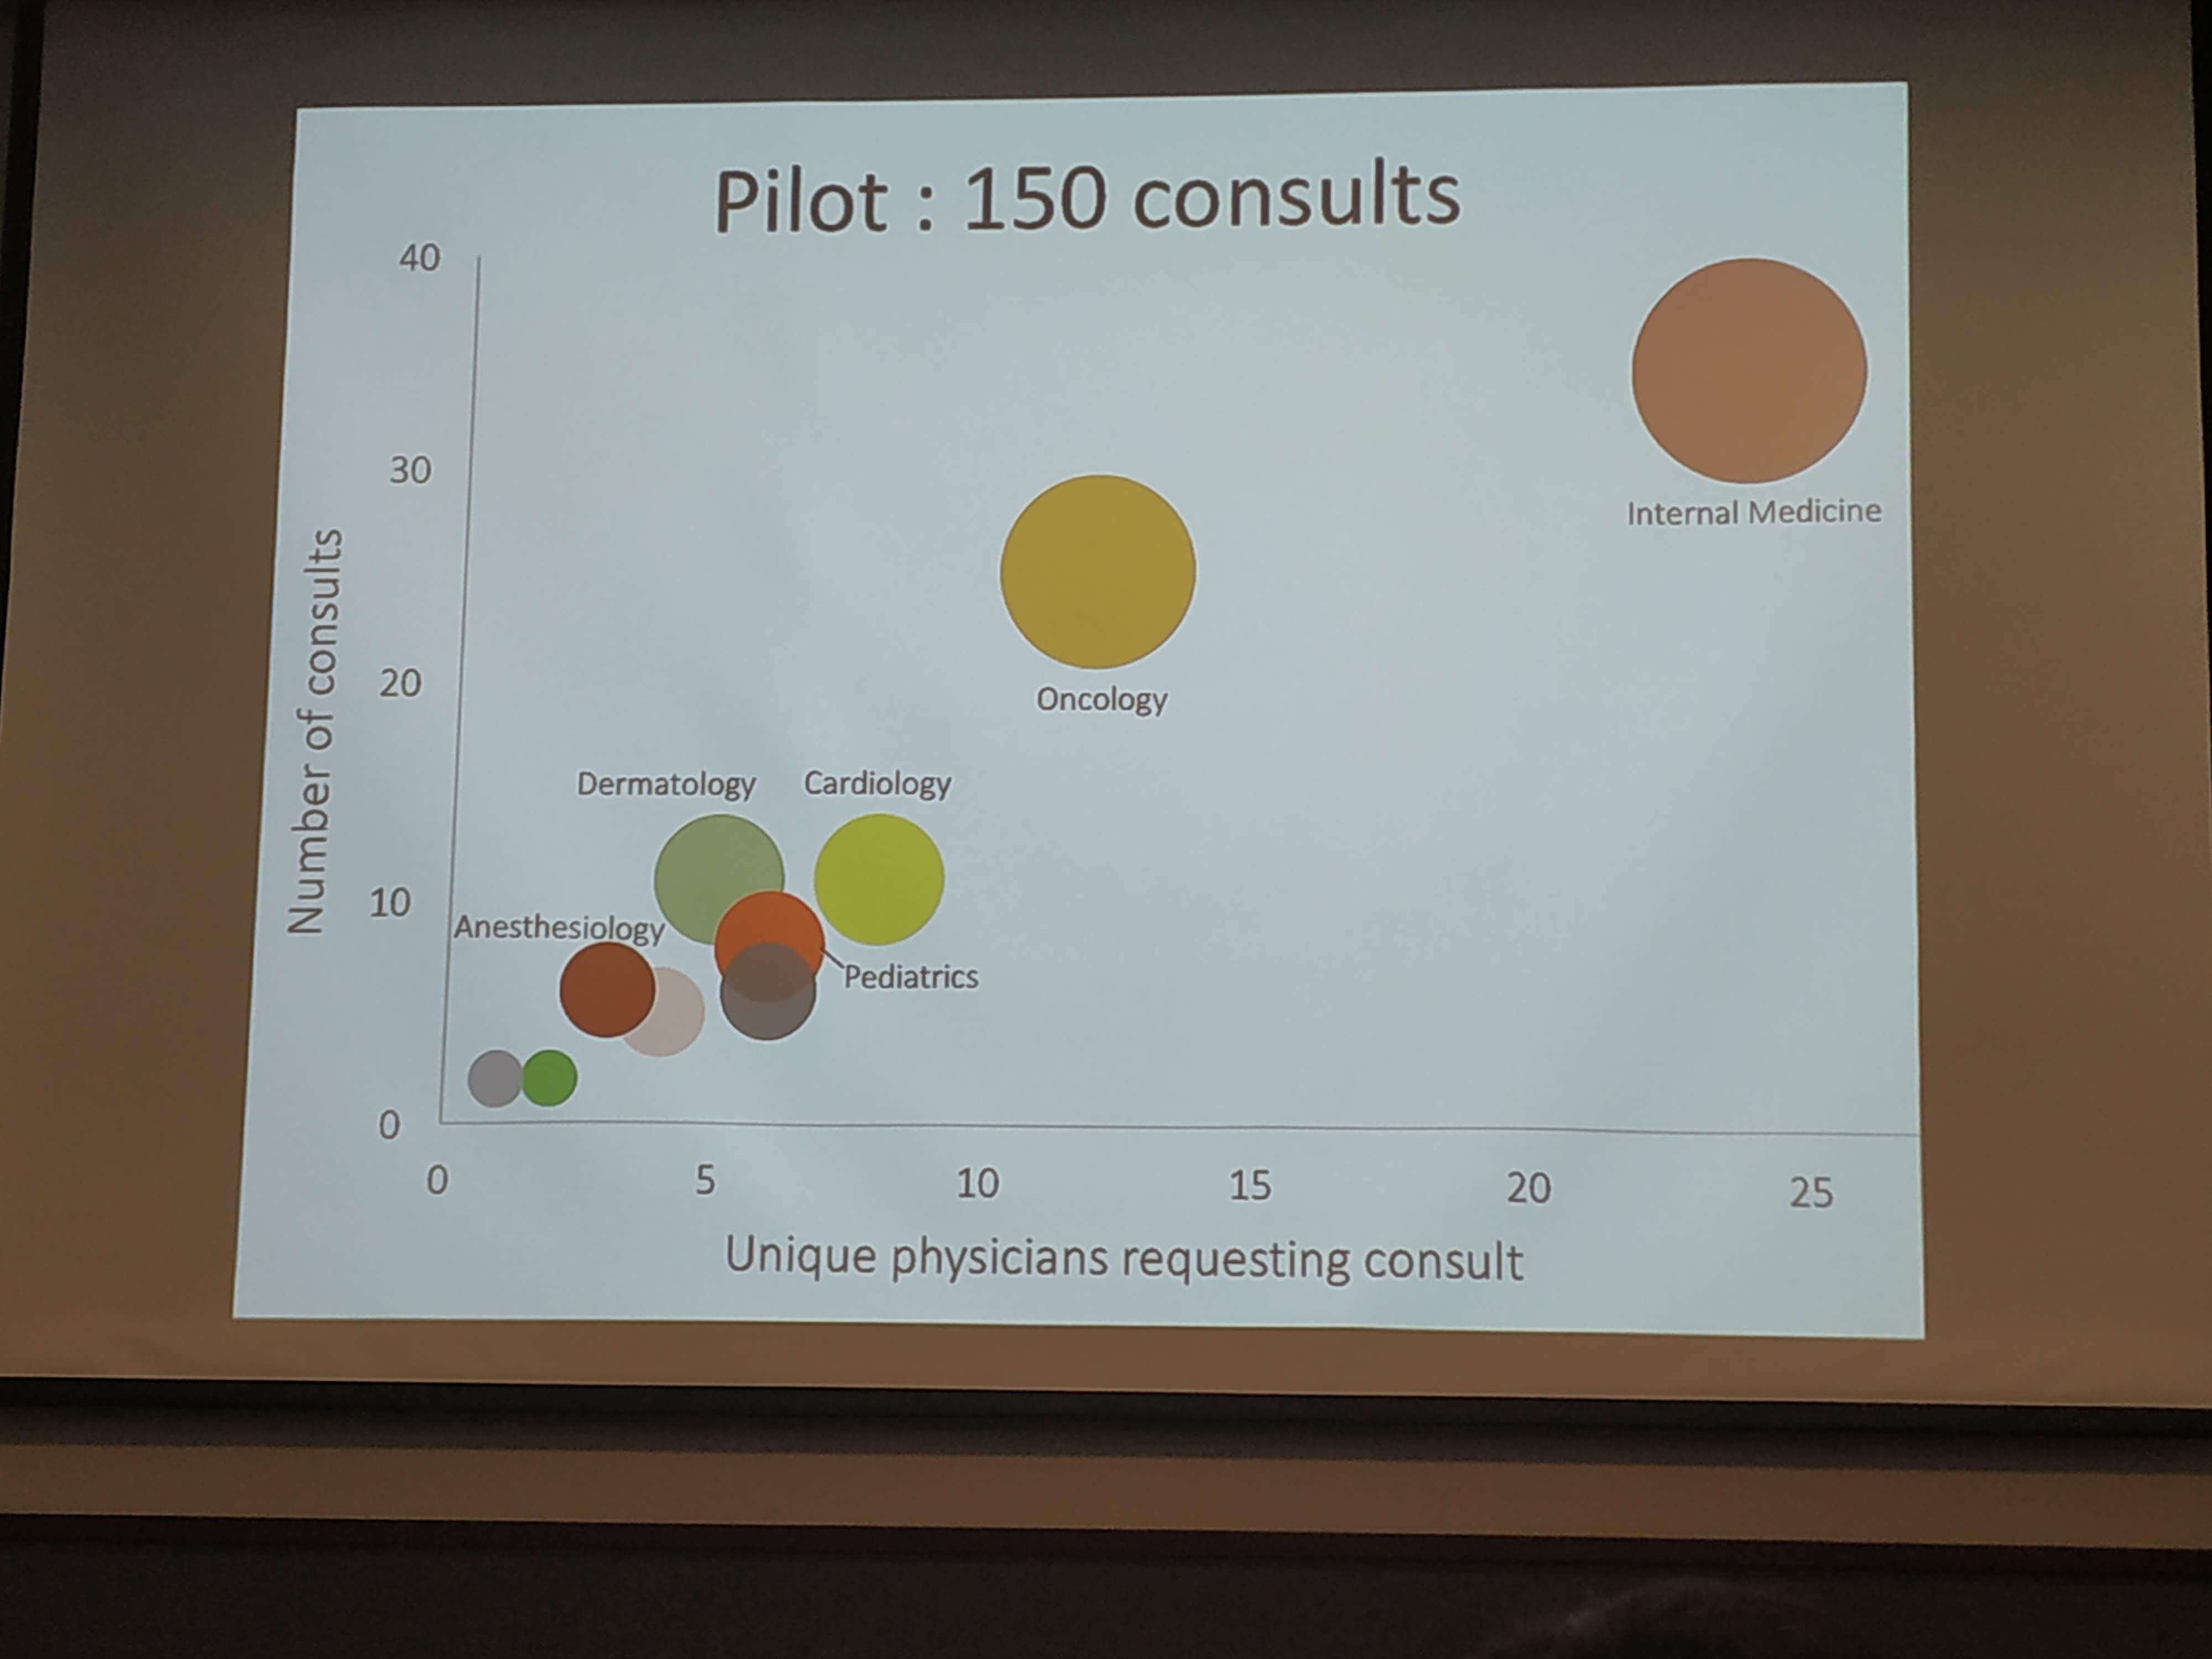 Pilot : 150 consults
40
30
20
10
0
Number of consults
Internal Medicine
Oncology
Dermatology
Cardiology
Anesthesiology
Pediatrics
0 5 10 15 20 25
Unique physicians requesting consult